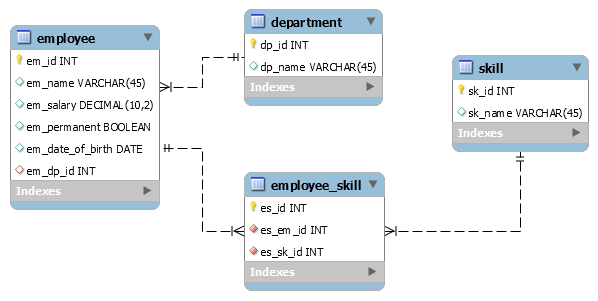 employee
em_id INT
em_name VARCHAR(45)
em_salary DECIMAL(10,2)
em_permanent BOOLEAN
em_date_of_birth DATE
em_dp_id INT
Indexes
department
dp_id INT
dp_name VARCHAR(45)
Indexes
skill
sk_id INT
sk_name VARCHAR(45)
Indexes
employee_skill
es_id INT
es_em_id INT
es_sk_id INT
Indexes